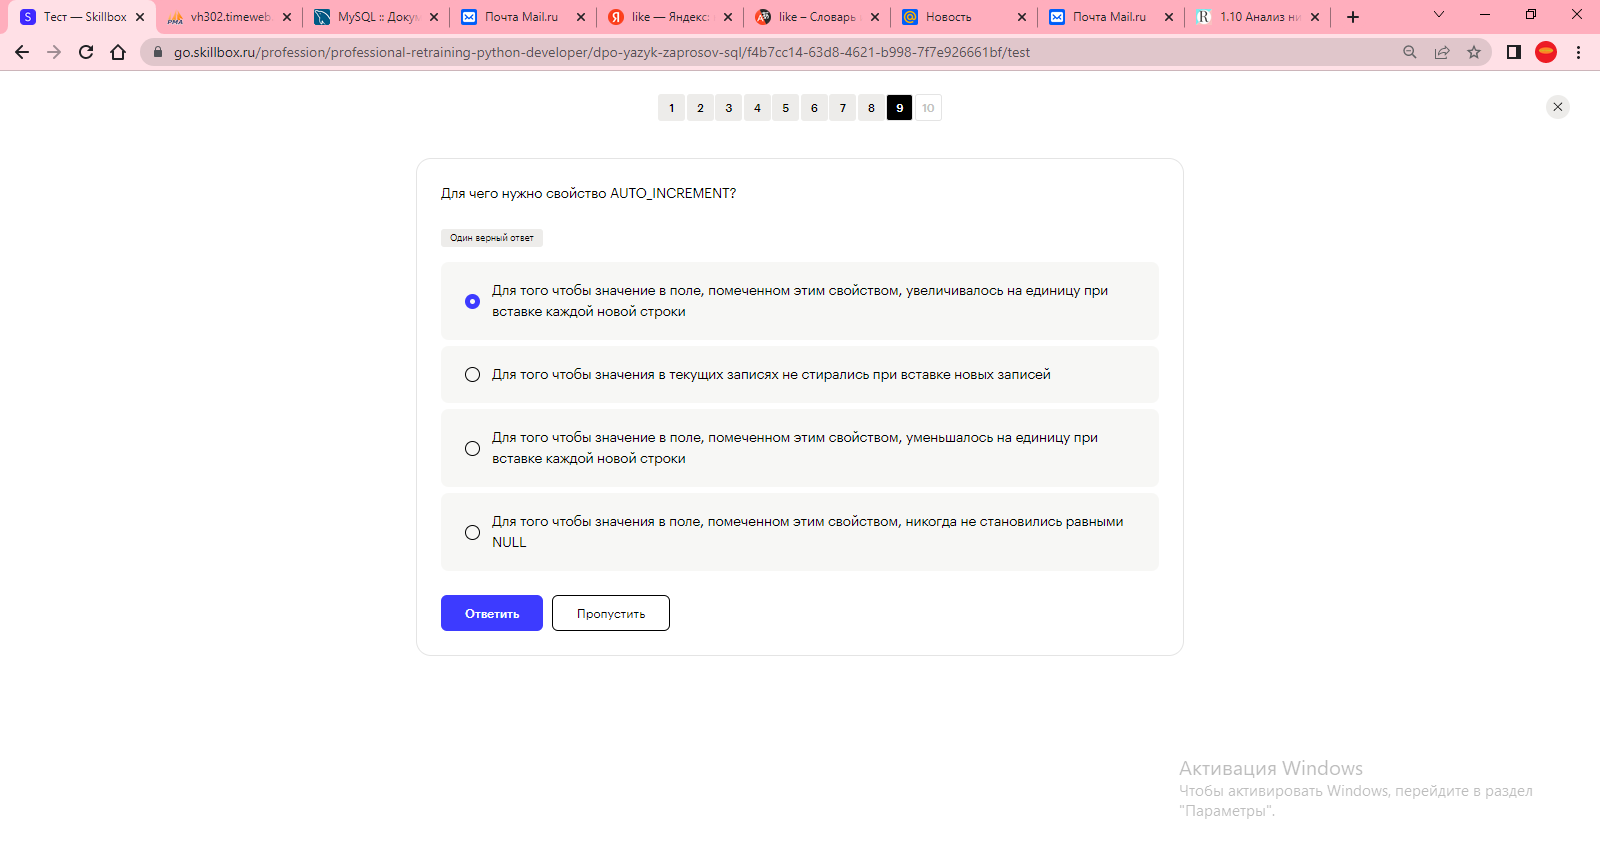 Тест — Skillbox
vh302.timeweb.
MySQL :: Докум
Почта Mail.ru
like — Яндекс:
like – Словарь
Новость
Почта Mail.ru
1.10 Анализ ни
go.skillbox.ru/profession/professional-retraining-python-developer/dpo-yazyk-zaprosov-sql/f4b7cc14-63d8-4621-b998-7f7e926661bf/test
1 2 3 4 5 6 7 8 9 10
Для чего нужно свойство AUTO_INCREMENT?
Один верный ответ
Для того чтобы значение в поле, помеченном этим свойством, увеличивалось на единицу при
вставке каждой новой строки
Для того чтобы значения в текущих записях не стирались при вставке новых записей
Для того чтобы значение в поле, помеченном этим свойством, уменьшалось на единицу при
вставке каждой новой строки
Для того чтобы значения в поле, помеченном этим свойством, никогда не становились равными
NULL
Ответить
Пропустить
Активация Windows
Чтобы активировать Windows, перейдите в раздел
"Параметры".